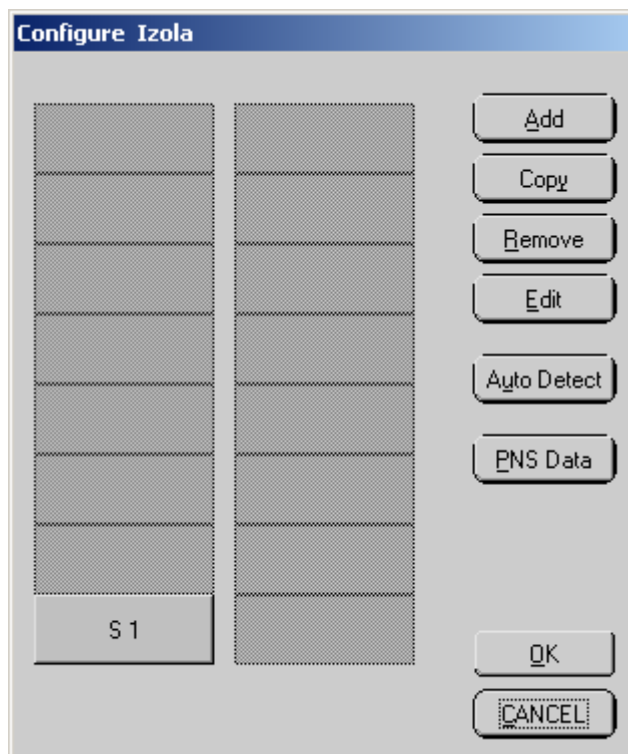 Configure Izola
Add
Copy
Remove
Edit
Auto Detect
PNS Data
S 1
OK
CANCEL